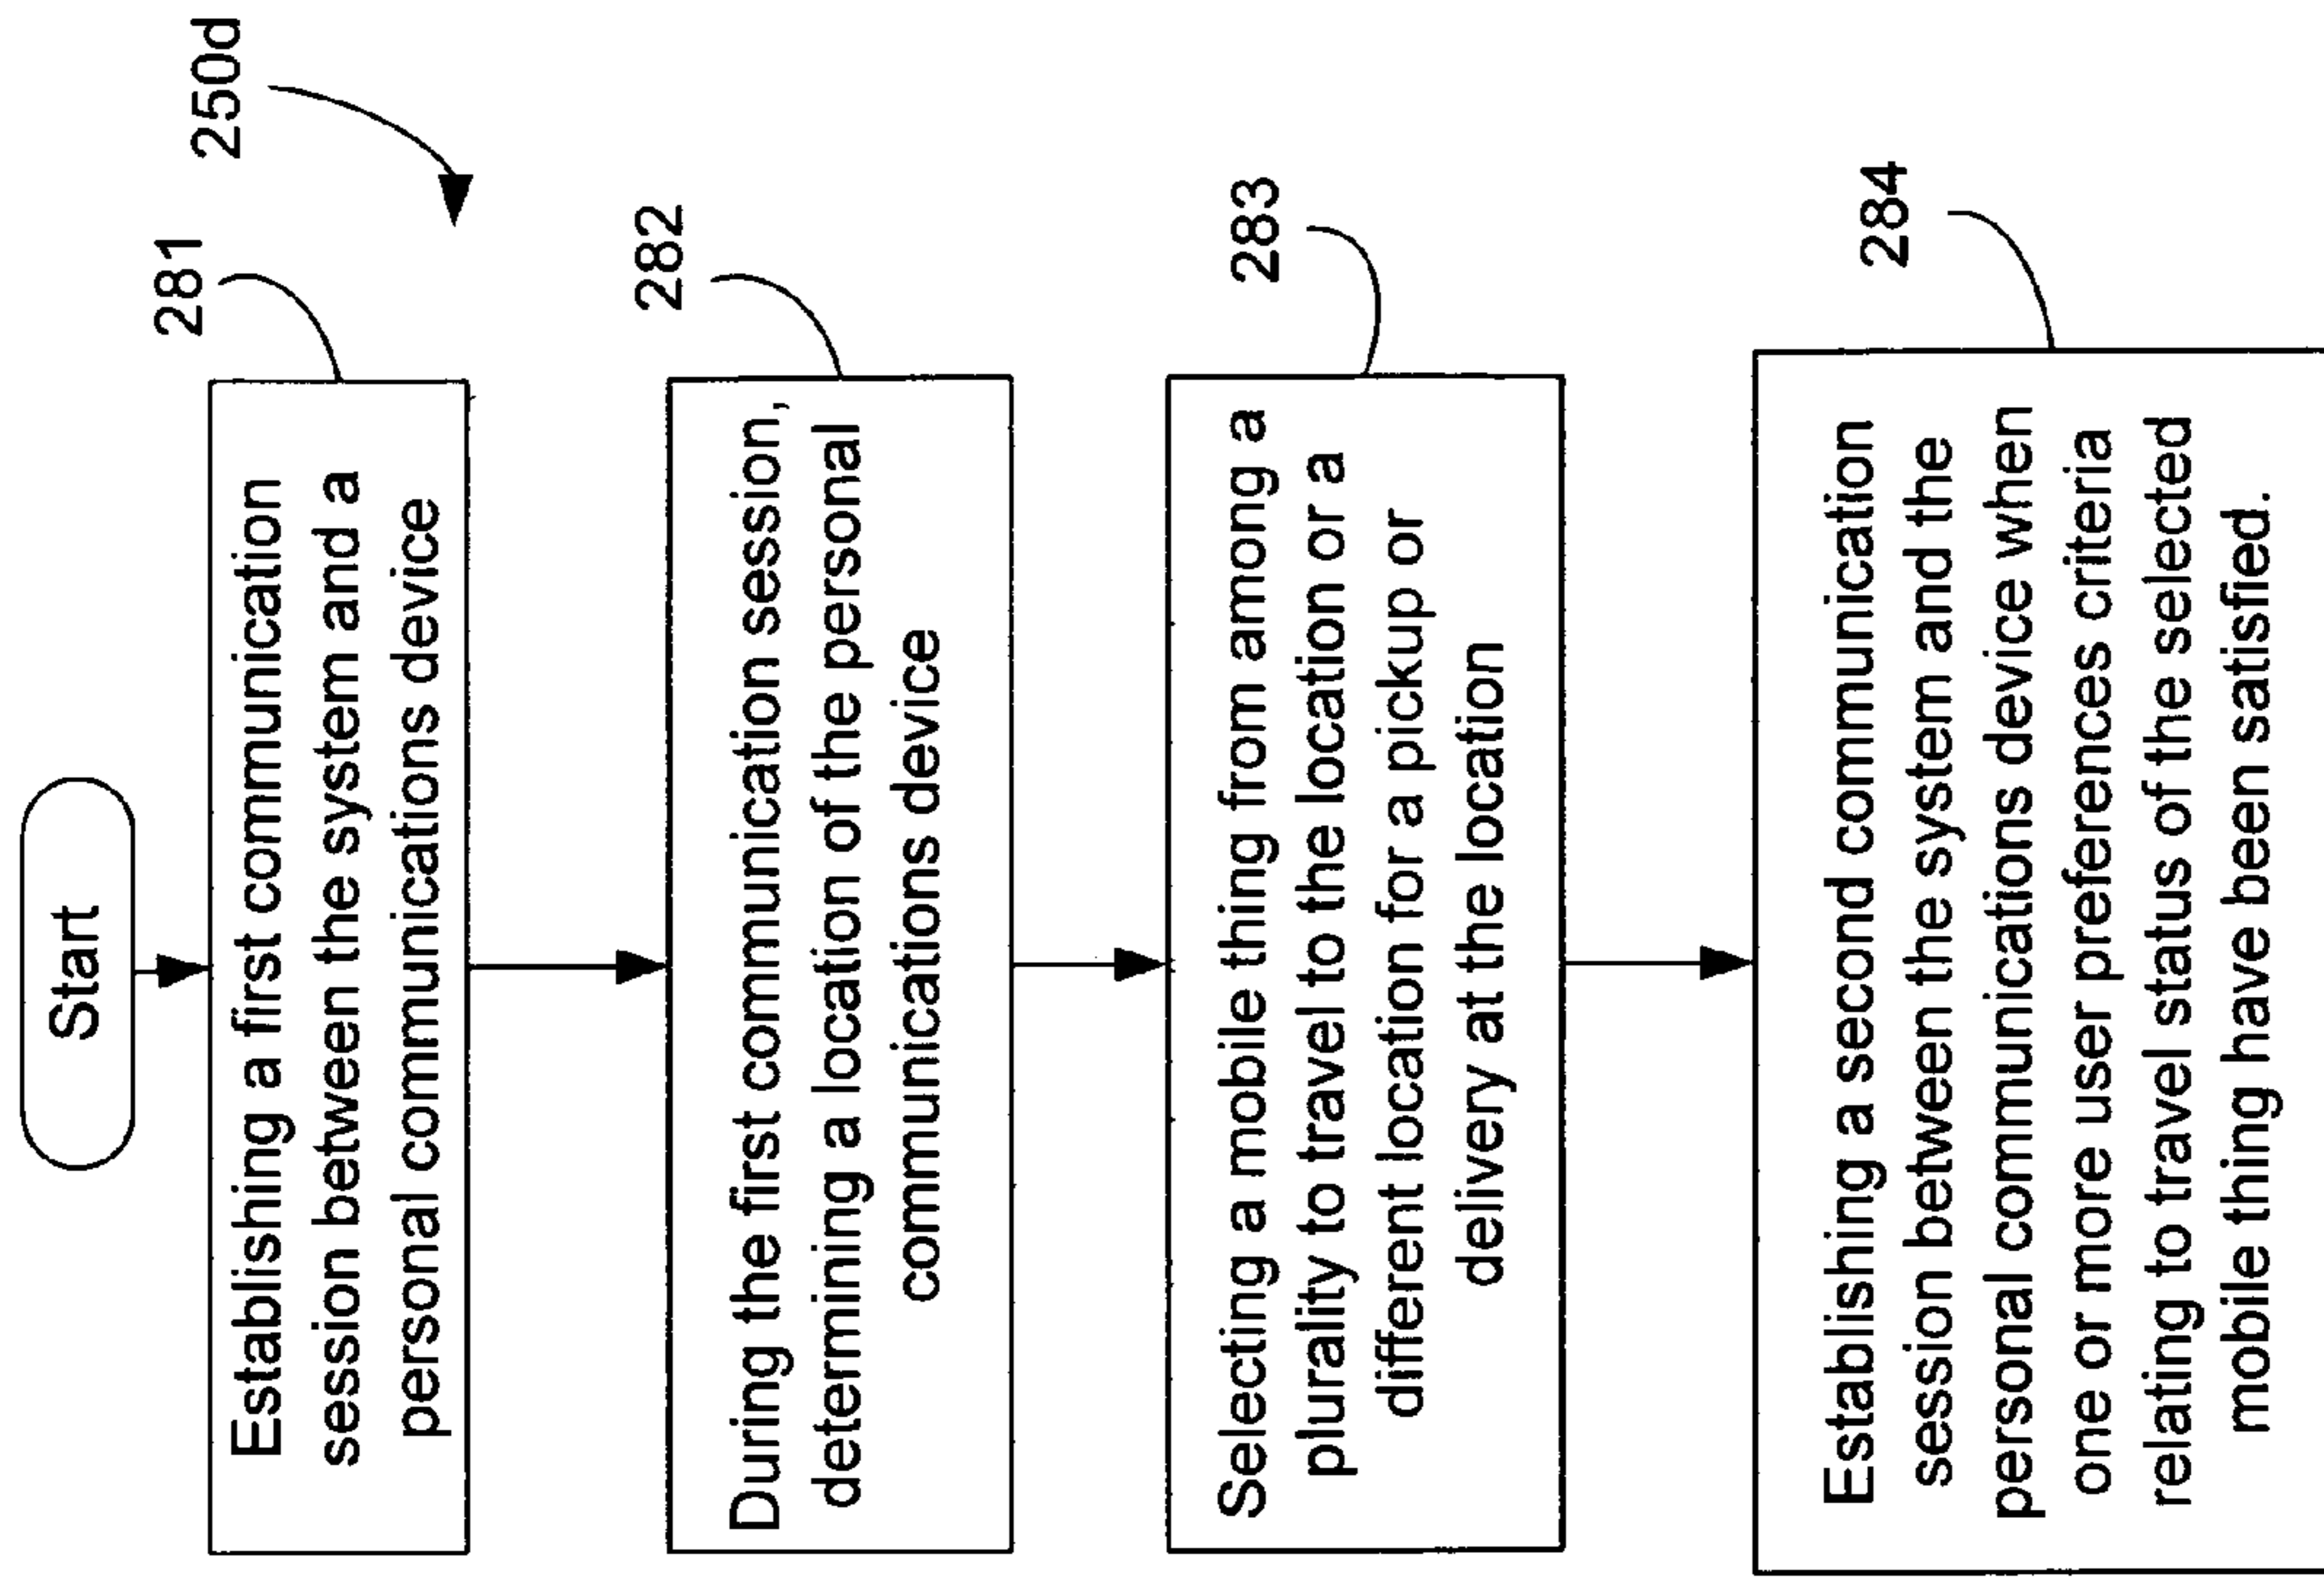 Start
250d
281
Establishing a first communication
session between the system and a
personal communications device
282
During the first communication session,
determining a location of the personal
communications device
283
Selecting a mobile thing from among a
plurality to travel to the location or a
different location for a pickup or
delivery at the location
284
Establishing a second communication
session between the system and the
personal communications device when
one or more user preferences criteria
relating to travel status of the selected
mobile thing have been satisfied.